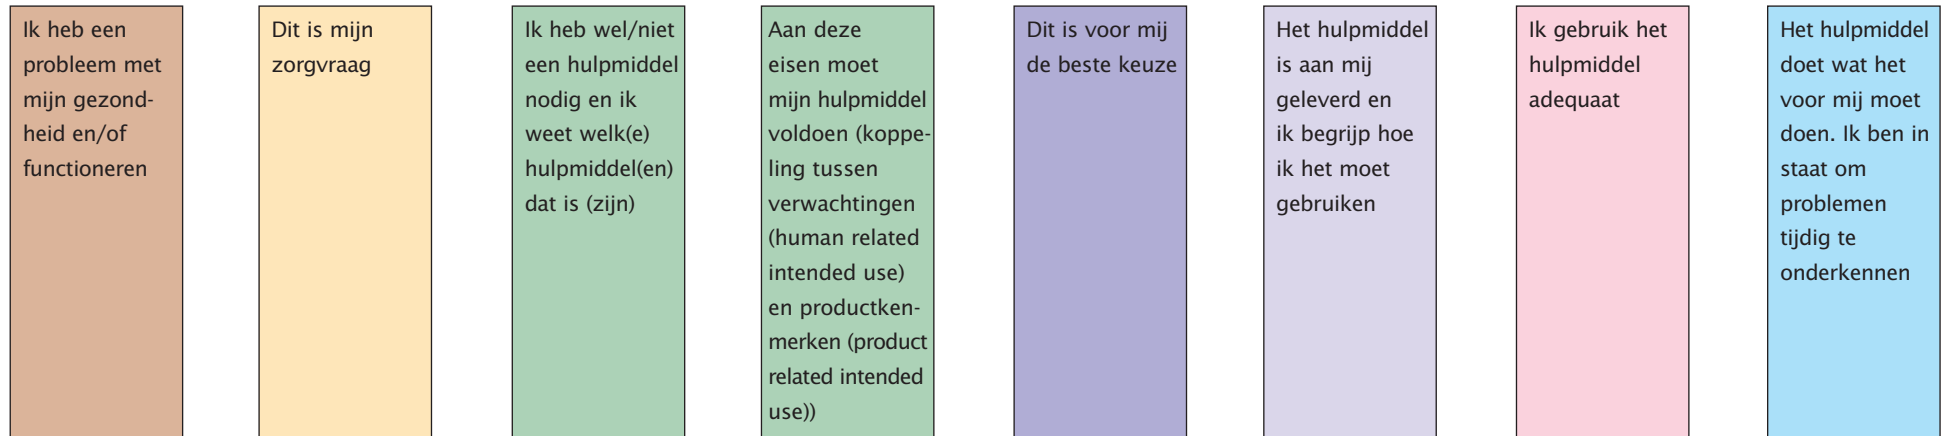 Ik heb een
probleem met
mijn gezond-
heid en/of
functioneren
Dit is mijn
zorgvraag
Ik heb wel/niet
een hulpmiddel
nodig en ik
weet welk(e)
hulpmiddel(en)
dat is (zijn)
Aan deze
eisen moet
mijn hulpmiddel
voldoen (koppe-
ling tussen
verwachtingen
(human related
intended use)
en productken-
merken (product
related intended
use))
Dit is voor mij
de beste keuze
Het hulpmiddel
is aan mij
geleverd en
ik begrijp hoe
ik het moet
gebruiken
Ik gebruik het
hulpmiddel
adequaat
Het hulpmiddel
doet wat het
voor mij moet
doen. Ik ben in
staat om
problemen
tijdig te
onderkennen